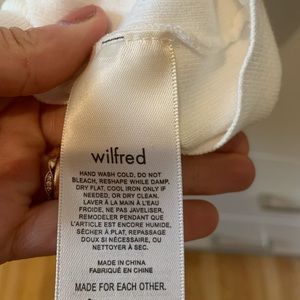 wilfred
HAND WASH COLD, DO NOT
BLEACH, RESHAPE WHILE DAMP,
DRY FLAT, COOL IRON ONLY IF
NEEDED, OR DRY CLEAN.
LAVER À LA MAIN À L'EAU
FROIDE, NE PAS JAVELISER,
REMODELER PENDANT QUE
L'ARTICLE EST ENCORE HUMIDE,
SÉCHER À PLAT, REPASSAGE
DOUX SI NÉCESSAIRE, OU
NETTOYER À SEC.
MADE IN CHINA
FABRIQUÉ EN CHINE
MADE FOR EACH OTHER.